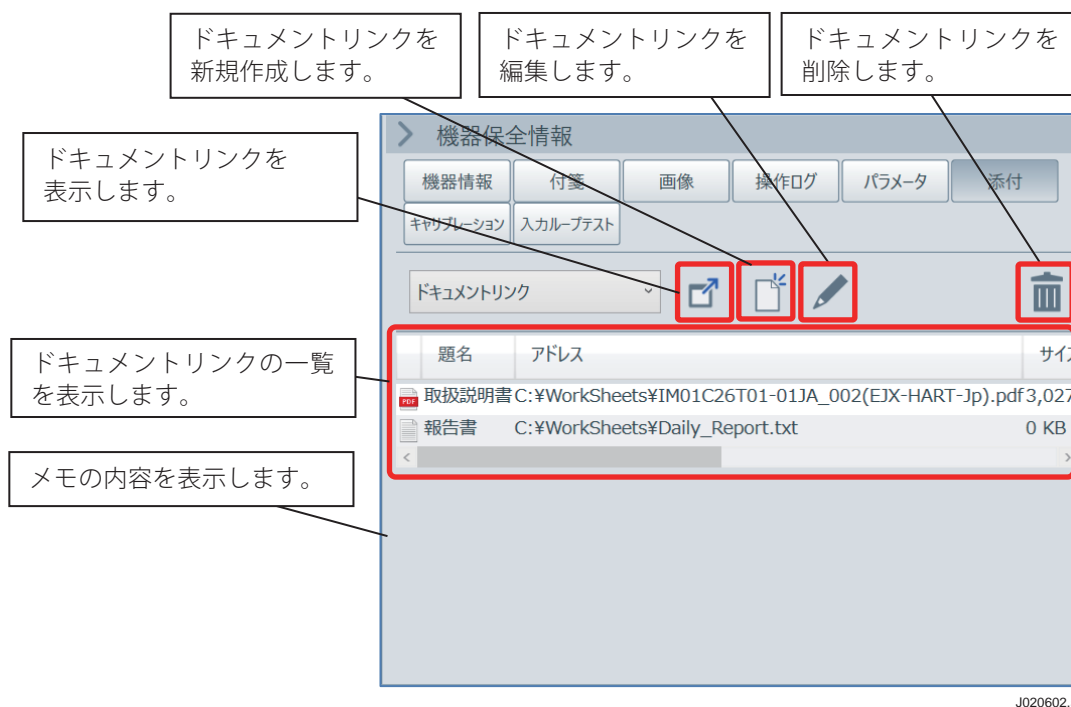 ドキュメントリンクを
新規作成します。
ドキュメントリンクを
編集します。
ドキュメントリンクを
削除します。
ドキュメントリンクを
表示します。
機器保全情報
機器情報
付箋
画像
操作ログ
パラメータ
添付
キャリブレーション
入力ループテスト
ドキュメントリンク
ドキュメントリンクの一覧
を表示します。
題名 アドレス サイズ
PDF 取扱説明書 C:¥WorkSheets¥IM01C26T01-01JA_002(EJX-HART-Jp).pdf 3,027
報告書 C:¥WorkSheets¥Daily_Report.txt 0 KB
メモの内容を表示します。
J020602.